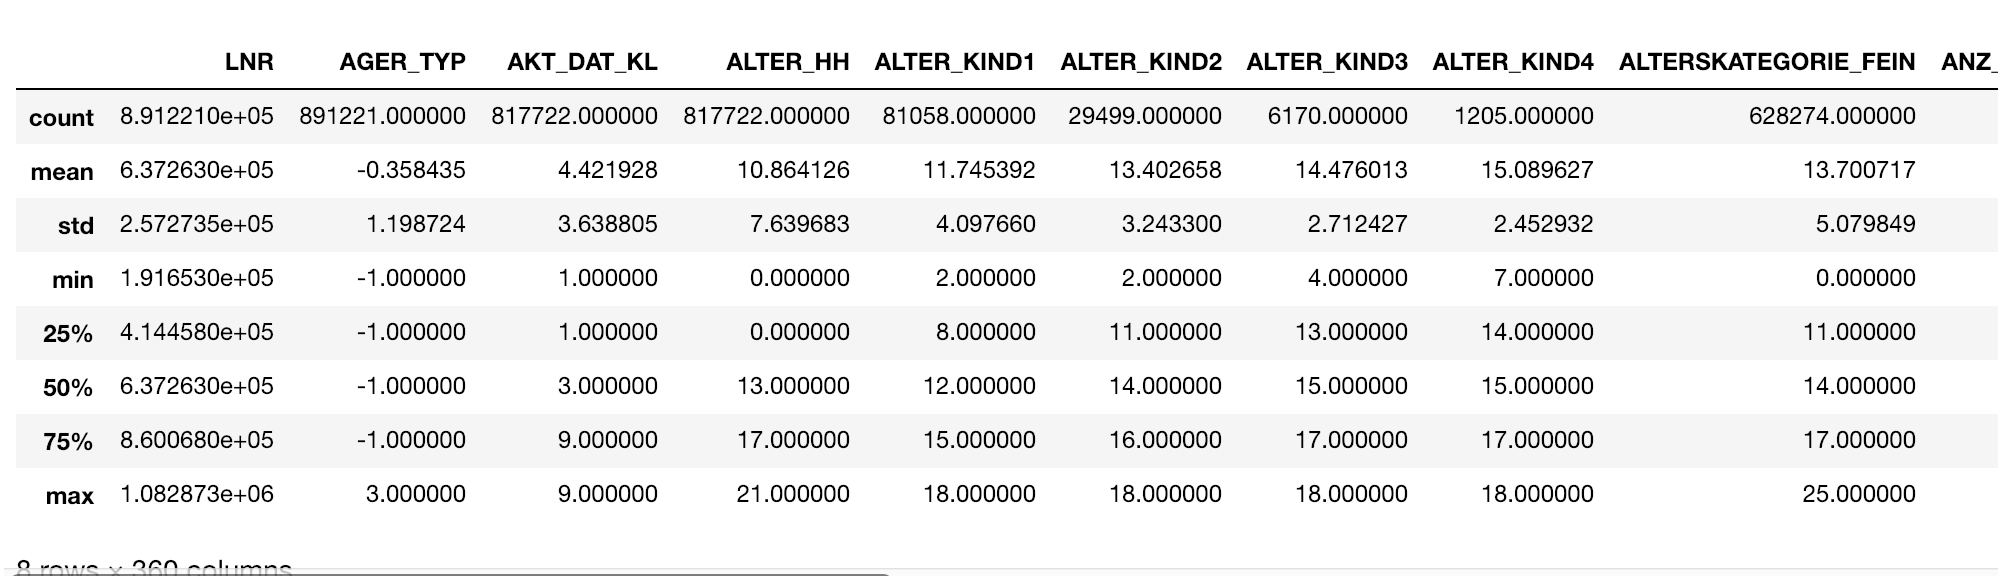 LNR AGER_TYP AKT_DAT_KL ALTER_HH ALTER_KIND1 ALTER_KIND2 ALTER_KIND3 ALTER_KIND4 ALTERSKATEGORIE_FEIN ANZ_
count 8.912210e+05 891221.000000 817722.000000 817722.000000 81058.000000 29499.000000 6170.000000 1205.000000 628274.000000
mean 6.372630e+05 -0.358435 4.421928 10.864126 11.745392 13.402658 14.476013 15.089627 13.700717
std 2.572735e+05 1.198724 3.638805 7.639683 4.097660 3.243300 2.712427 2.452932 5.079849
min 1.916530e+05 -1.000000 1.000000 0.000000 2.000000 2.000000 4.000000 7.000000 0.000000
25% 4.144580e+05 -1.000000 1.000000 0.000000 8.000000 11.000000 13.000000 14.000000 11.000000
50% 6.372630e+05 -1.000000 3.000000 13.000000 12.000000 14.000000 15.000000 15.000000 14.000000
75% 8.600680e+05 -1.000000 9.000000 17.000000 15.000000 16.000000 17.000000 17.000000 17.000000
max 1.082873e+06 3.000000 9.000000 21.000000 18.000000 18.000000 18.000000 18.000000 25.000000
8 rows × 360 columns